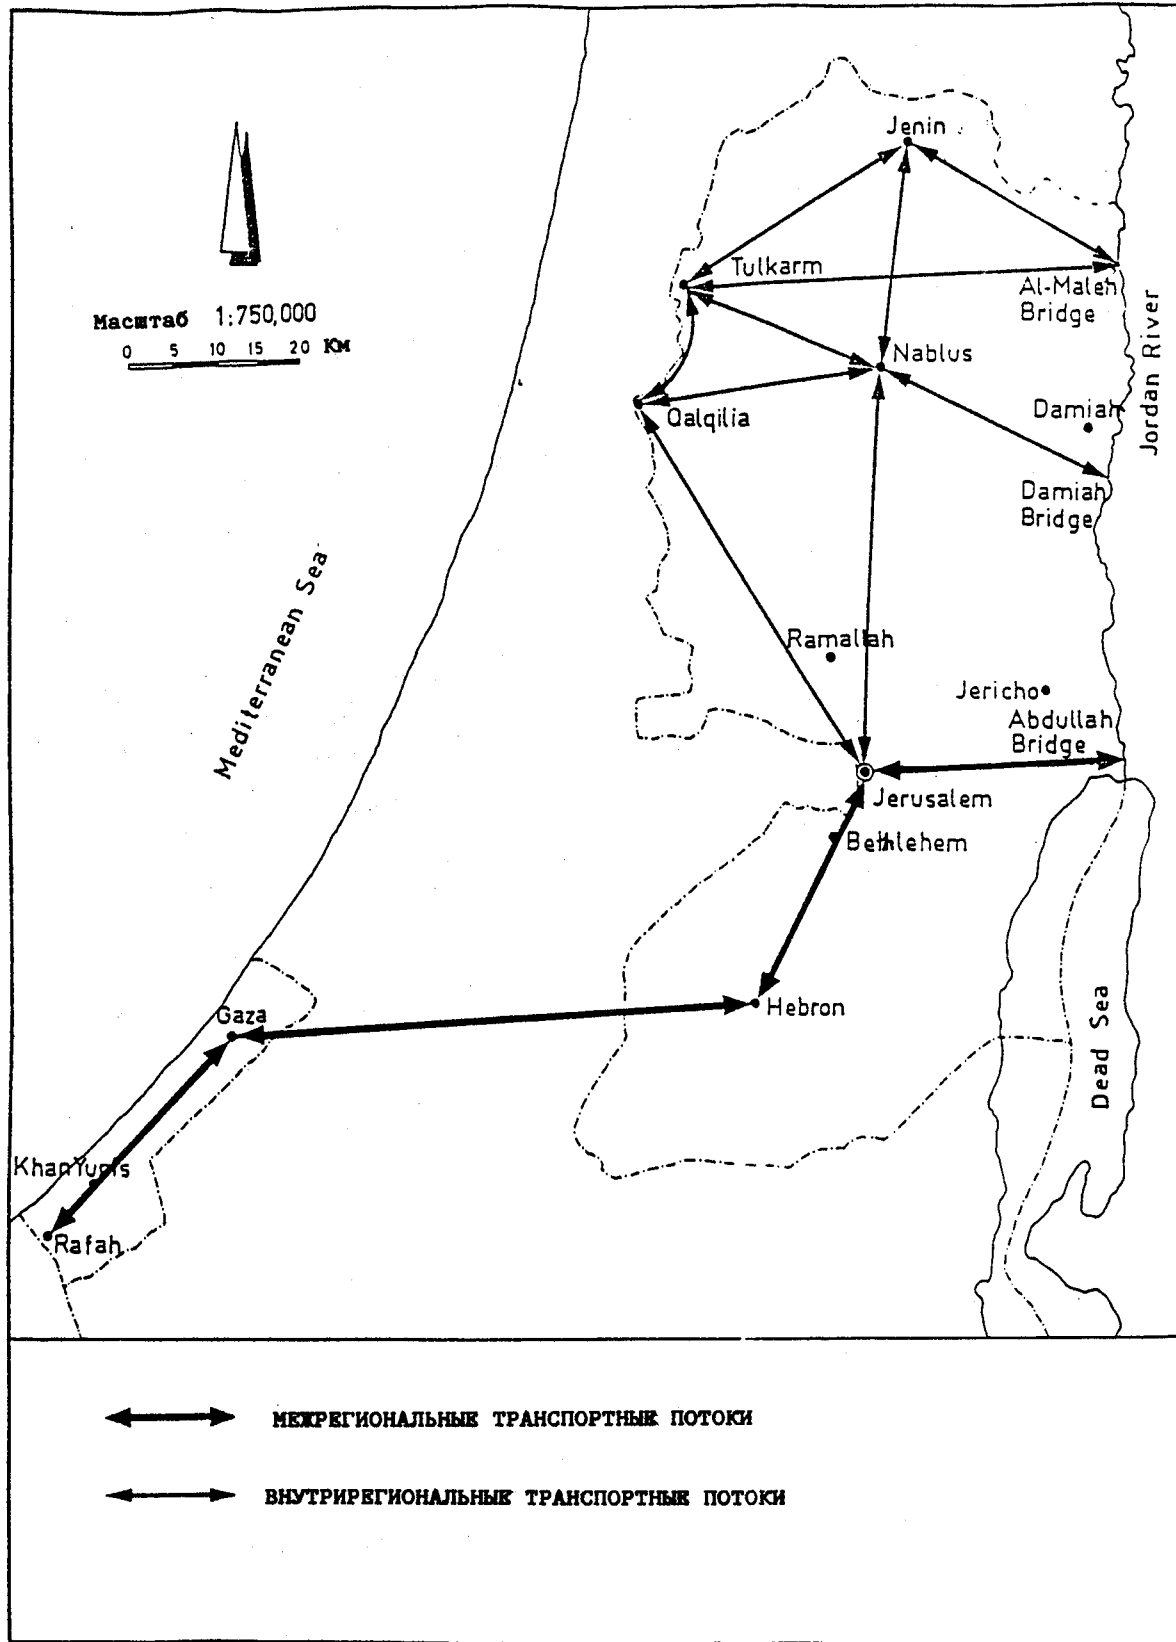 Jenin
Tulkarm
Al-Maleh
Bridge
Масштаб 1:750,000
0 5 10 15 20 Км
Nablus
Jordan River
Qalqilia
Damiah
Damiah
Bridge
Mediterranean Sea
Ramallah
Jericho
Abdullah
Bridge
Jerusalem
Bethlehem
Hebron
Gaza
Dead Sea
Khan Yunis
Rafah
МЕЖРЕГИОНАЛЬНЫЕ ТРАНСПОРТНЫЕ ПОТОКИ
ВНУТРИРЕГИОНАЛЬНЫЕ ТРАНСПОРТНЫЕ ПОТОКИ